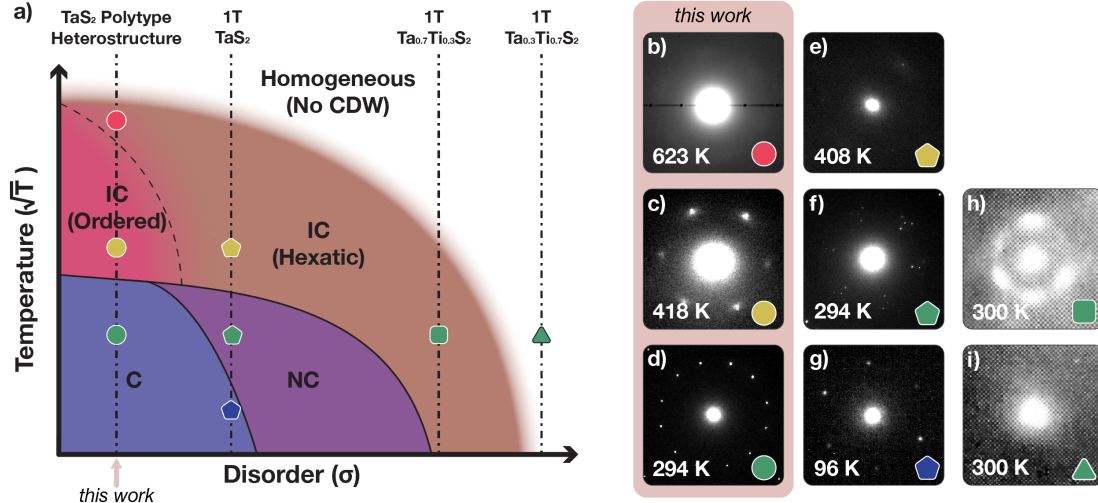 a)
TaS₂ Polytype
Heterostructure
1T
TaS₂
1T
Ta₀.₇Ti₀.₃S₂
1T
Ta₀.₃Ti₀.₇S₂
Homogeneous
(No CDW)
IC
(Ordered)
IC
(Hexatic)
C
NC
Temperature (√T)
Disorder (σ)
this work
this work
b)
623 K
e)
408 K
c)
418 K
f)
294 K
h)
300 K
d)
294 K
g)
96 K
i)
300 K